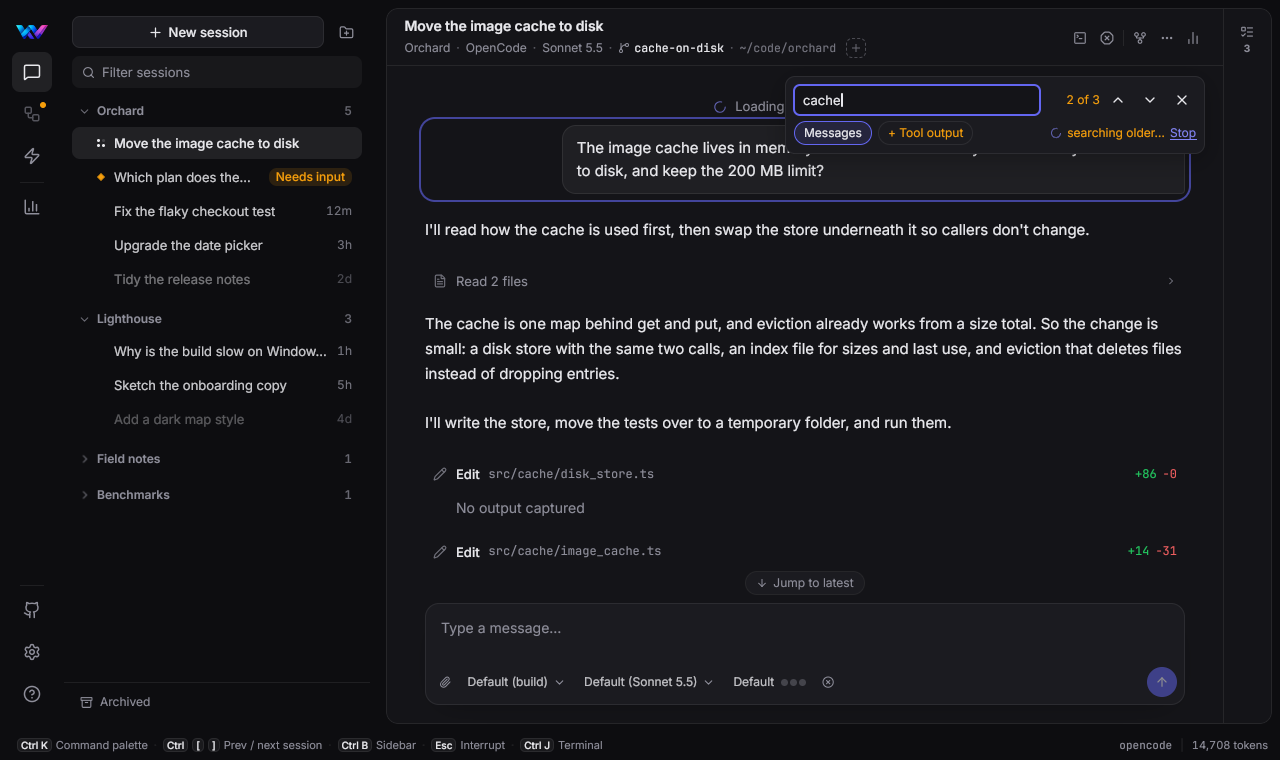 New session
Filter sessions
Orchard 5
Move the image cache to disk
Which plan does the... Needs input
Fix the flaky checkout test 12m
Upgrade the date picker 3h
Tidy the release notes 2d
Lighthouse 3
Why is the build slow on Window... 1h
Sketch the onboarding copy 5h
Add a dark map style 4d
Field notes 1
Benchmarks 1
Archived
Move the image cache to disk
Orchard · OpenCode · Sonnet 5.5 · cache-on-disk · ~/code/orchard
3
cache 2 of 3
Messages + Tool output searching older... Stop
Loading
The image cache lives in
to disk, and keep the 200 MB limit?
I'll read how the cache is used first, then swap the store underneath it so callers don't change.
Read 2 files
The cache is one map behind get and put, and eviction already works from a size total. So the change is
small: a disk store with the same two calls, an index file for sizes and last use, and eviction that deletes files
instead of dropping entries.
I'll write the store, move the tests over to a temporary folder, and run them.
Edit src/cache/disk_store.ts +86 -0
No output captured
Edit src/cache/image_cache.ts +14 -31
Jump to latest
Type a message...
Default (build) Default (Sonnet 5.5) Default
Ctrl K Command palette · Ctrl [ ] Prev / next session · Ctrl B Sidebar · Esc Interrupt · Ctrl J Terminal
opencode 14,708 tokens